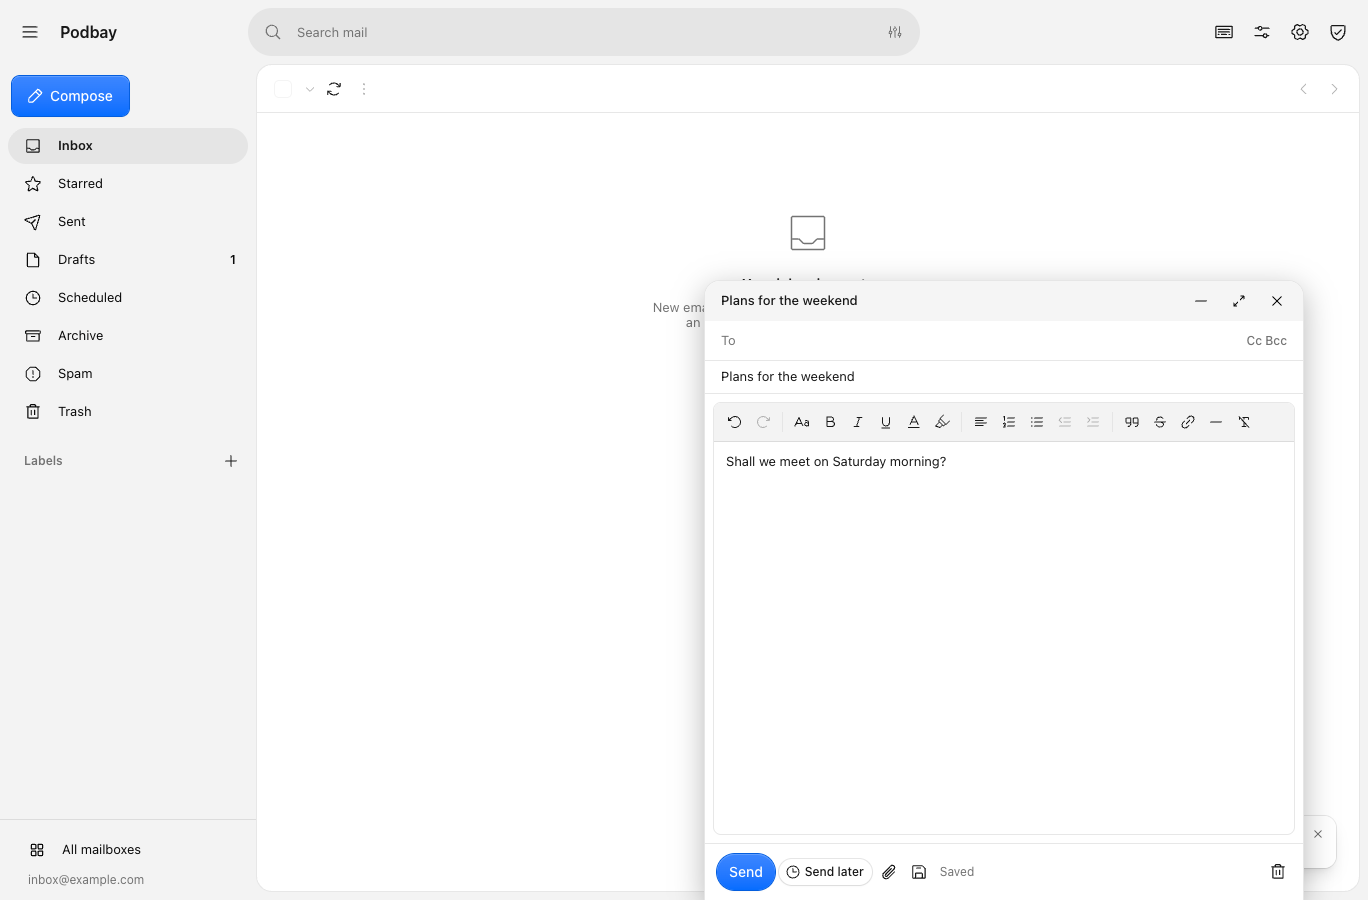 Podbay
Search mail
Compose
Inbox
Starred
Sent
Drafts 1
Scheduled
Archive
Spam
Trash
Labels
All mailboxes
inbox@example.com
New
an
Plans for the weekend
To Cc Bcc
Plans for the weekend
Aa B I U A
Shall we meet on Saturday morning?
Send Send later Saved